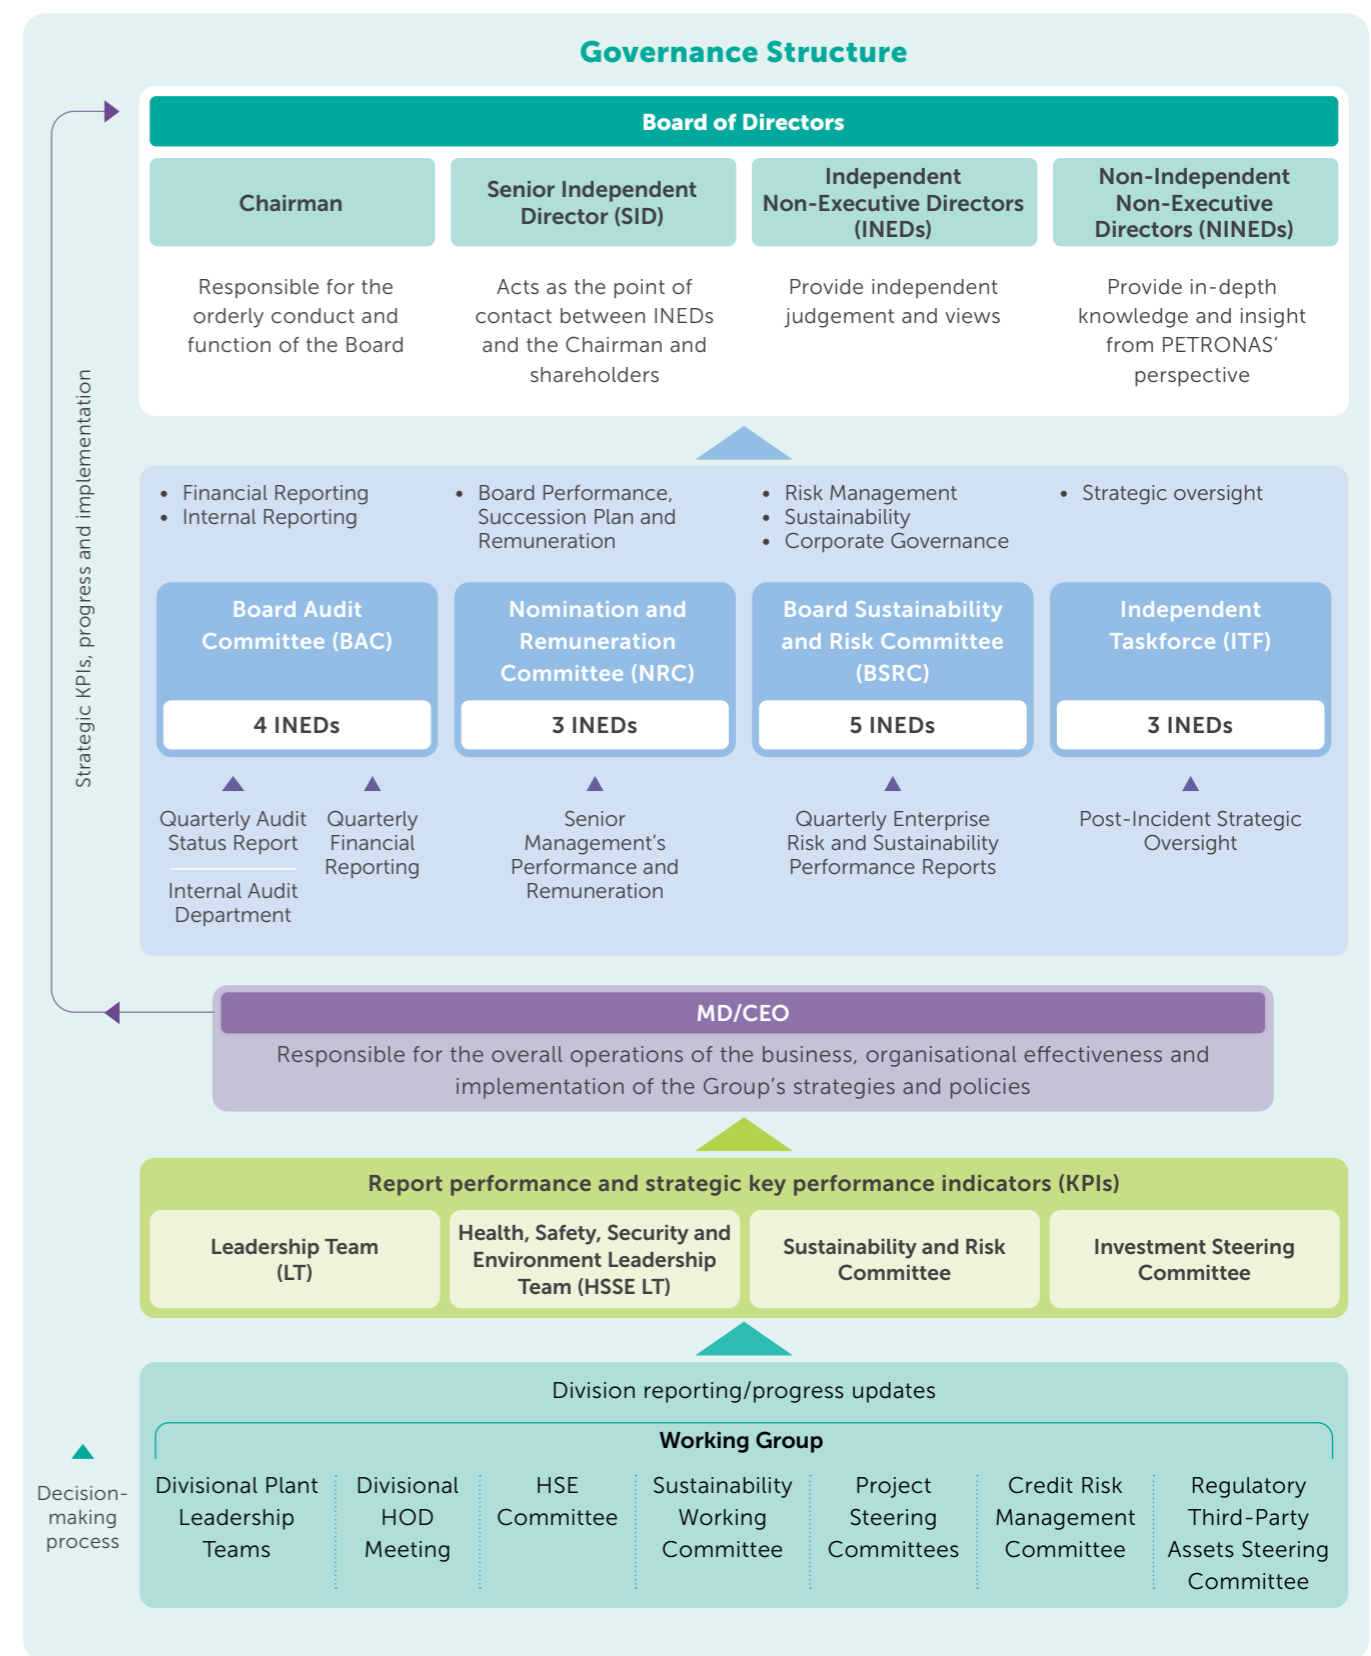 Governance Structure
Board of Directors
Chairman
Responsible for the
orderly conduct and
function of the Board
Senior Independent
Director (SID)
Acts as the point of
contact between INEDs
and the Chairman and
shareholders
Independent
Non-Executive Directors
(INEDs)
Provide independent
judgement and views
Non-Independent
Non-Executive
Directors (NINEDs)
Provide in-depth
knowledge and insight
from PETRONAS’
perspective
Strategic KPIs, progress and implementation
• Financial Reporting
• Internal Reporting
Board Audit
Committee (BAC)
4 INEDs
Quarterly Audit
Status Report
Internal Audit
Department
Quarterly
Financial
Reporting
• Board Performance,
Succession Plan and
Remuneration
Nomination and
Remuneration
Committee (NRC)
3 INEDs
Senior
Management’s
Performance and
Remuneration
• Risk Management
• Sustainability
• Corporate Governance
Board Sustainability
and Risk Committee
(BSRC)
5 INEDs
Quarterly Enterprise
Risk and Sustainability
Performance Reports
• Strategic oversight
Independent
Taskforce (ITF)
3 INEDs
Post-Incident Strategic
Oversight
MD/CEO
Responsible for the overall operations of the business, organisational effectiveness and
implementation of the Group’s strategies and policies
Report performance and strategic key performance indicators (KPIs)
Leadership Team
(LT)
Health, Safety, Security and
Environment Leadership
Team (HSSE LT)
Sustainability and Risk
Committee
Investment Steering
Committee
Division reporting/progress updates
Working Group
Decision-
making
process
Divisional Plant
Leadership
Teams
Divisional
HOD
Meeting
HSE
Committee
Sustainability
Working
Committee
Project
Steering
Committees
Credit Risk
Management
Committee
Regulatory
Third-Party
Assets Steering
Committee